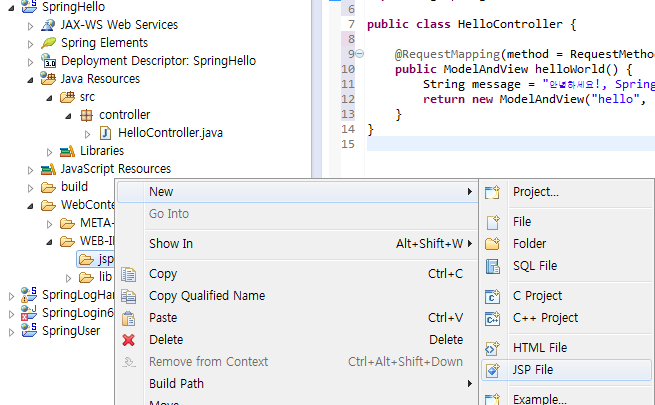 SpringHello
JAX-WS Web Services
Spring Elements
Deployment Descriptor: SpringHello
Java Resources
src
controller
HelloController.java
Libraries
JavaScript Resources
build
WebConte
META-
WEB-I
jsp
lib
SpringLogHan
SpringLogin6
SpringUser
6
7 public class HelloController {
8
9 @RequestMapping(method = RequestMetho
10 public ModelAndView helloWorld() {
11 String message = "안녕하세요!, Spring
12 return new ModelAndView("hello",
13 }
14 }
15
New
Go Into
Show In Alt+Shift+W
Copy Ctrl+C
Copy Qualified Name
Paste Ctrl+V
Delete Delete
Remove from Context Ctrl+Alt+Shift+Down
Build Path
Move
Project...
File
Folder
SQL File
C Project
C++ Project
HTML File
JSP File
Example...